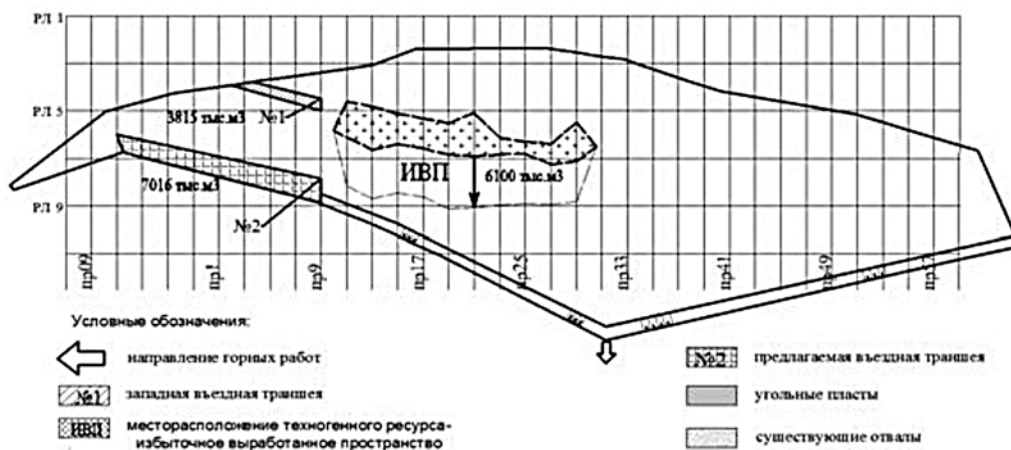 РЛ 1
РЛ 5
3815 тыс.м3
№1
ИВП
6100 тыс.м3
7016 тыс.м3
РЛ 9
№2
пр09
пр1
пр9
пр17
пр25
пр33
пр41
пр49
Условные обозначения:
направление горных работ
№1 западная въездная траншея
ИВП месторасположение техногенного ресурса-
избыточное выработанное пространство
№2 предлагаемая въездная траншея
угольные пласты
существующие отвалы